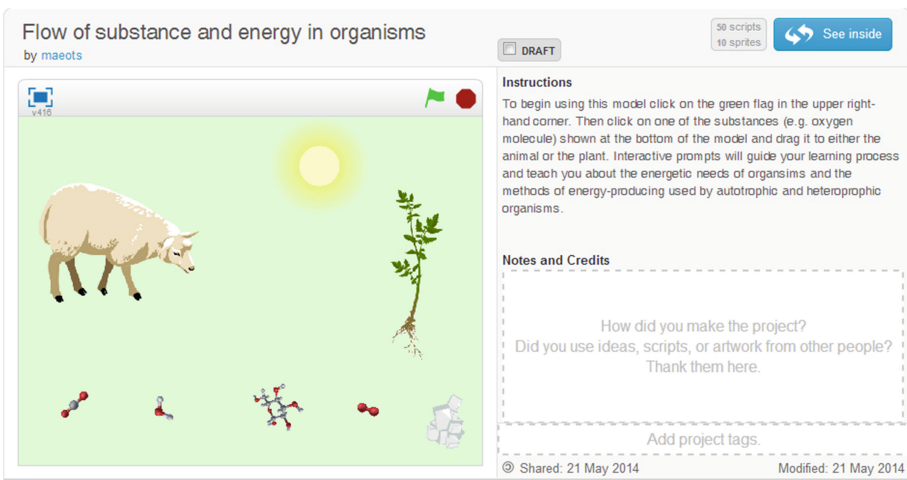 Flow of substance and energy in organisms
by maeots
DRAFT
50 scripts
10 sprites
See inside
v416
Instructions
To begin using this model click on the green flag in the upper right-
hand corner. Then click on one of the substances (e.g. oxygen
molecule) shown at the bottom of the model and drag it to either the
animal or the plant. Interactive prompts will guide your learning process
and teach you about the energetic needs of organsims and the
methods of energy-producing used by autotrophic and heteroprophic
organisms.
Notes and Credits
How did you make the project?
Did you use ideas, scripts, or artwork from other people?
Thank them here.
Add project tags.
Shared: 21 May 2014
Modified: 21 May 2014